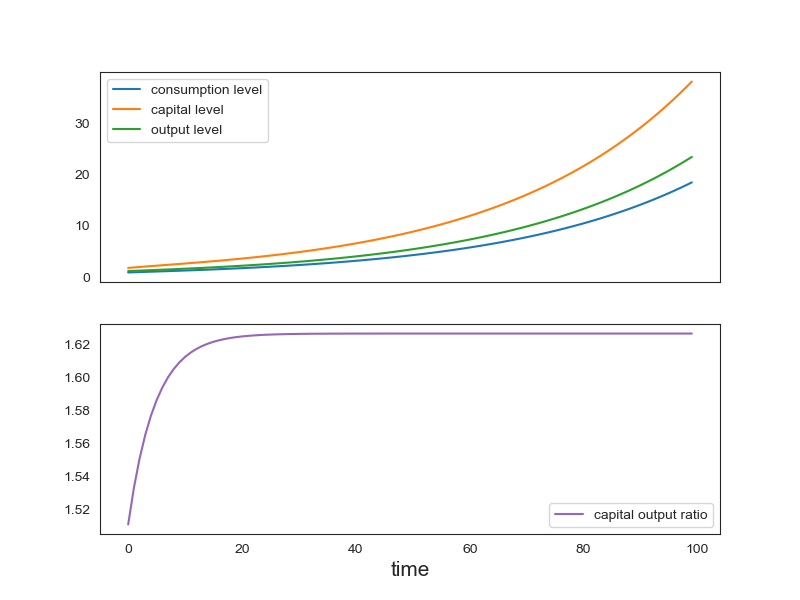 consumption level
capital level
output level
30
20
10
0
1.62
1.60
1.58
1.56
1.54
1.52
capital output ratio
0 20 40 60 80 100
time